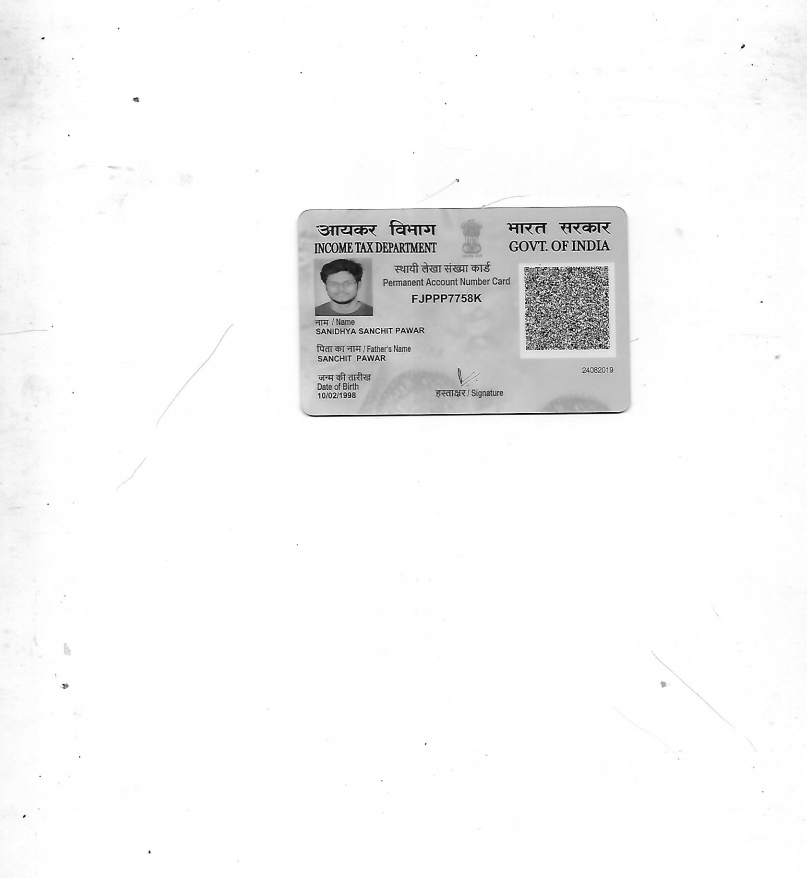 आयकर विभाग
INCOME TAX DEPARTMENT
भारत सरकार
GOVT. OF INDIA
स्थायी लेखा संख्या कार्ड
Permanent Account Number Card
FJPPP7758K
नाम / Name
SANIDHYA SANCHIT PAWAR
पिता का नाम / Father's Name
SANCHIT PAWAR
जन्म की तारीख
Date of Birth
10/02/1998
हस्ताक्षर / Signature
24082019